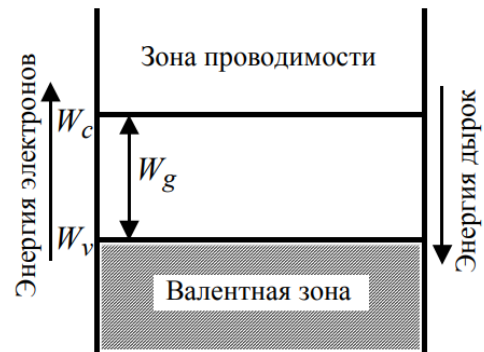 Зона проводимости
Энергия электронов
W_c
W_g
W_v
Энергия дырок
Валентная зона